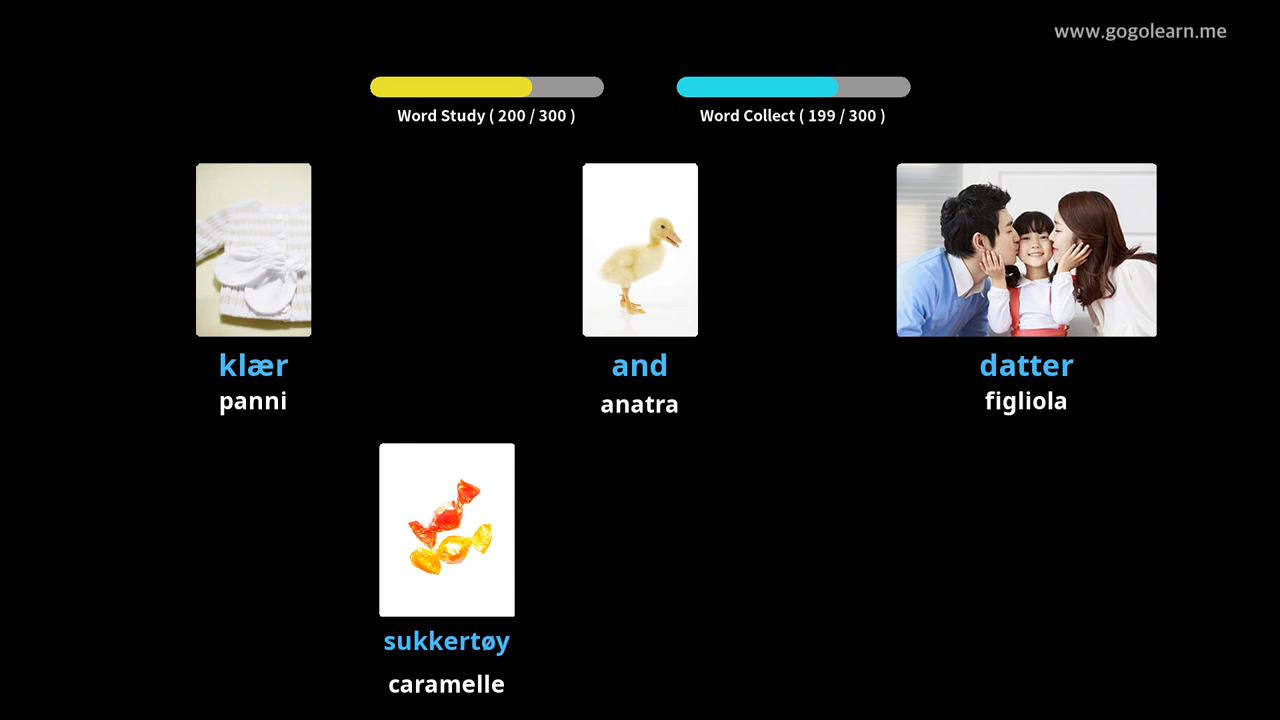 www.gogolearn.me
Word Study ( 200 / 300 )
Word Collect ( 199 / 300 )
klær
panni
and
anatra
datter
figliola
sukkertøy
caramelle